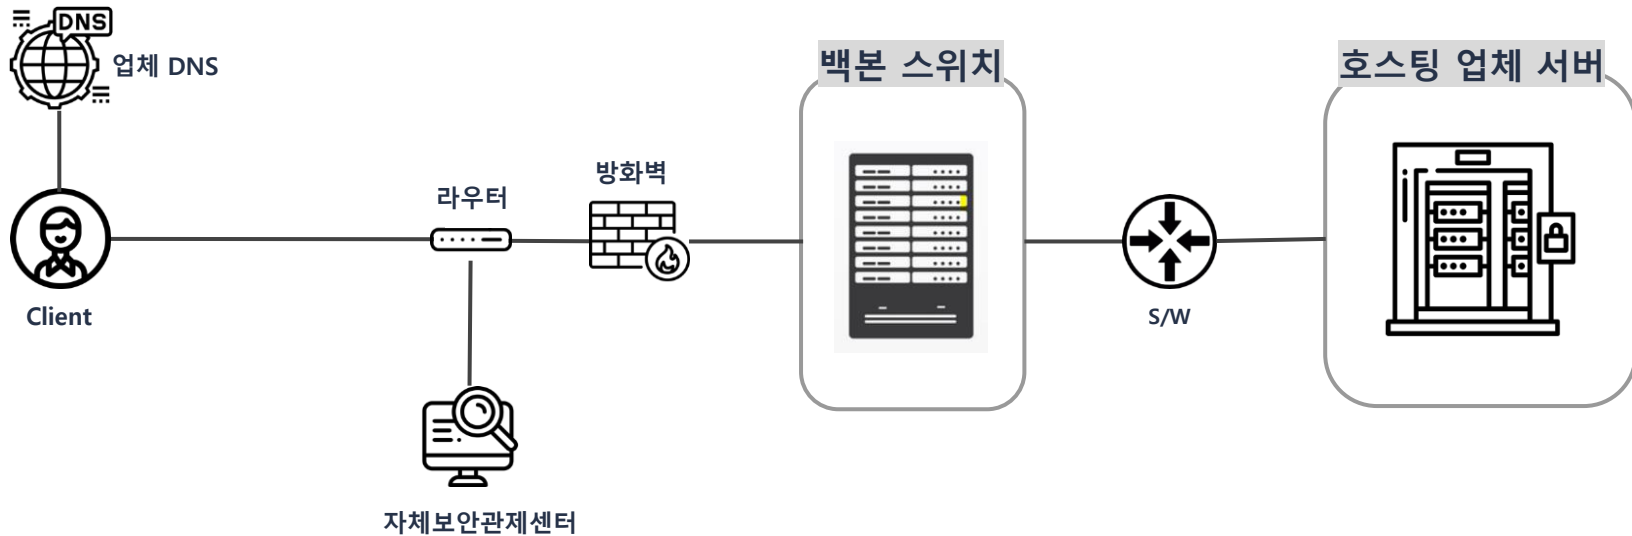 DNS
업체 DNS
백본 스위치
호스팅 업체 서버
방화벽
라우터
Client
S/W
자체보안관제센터